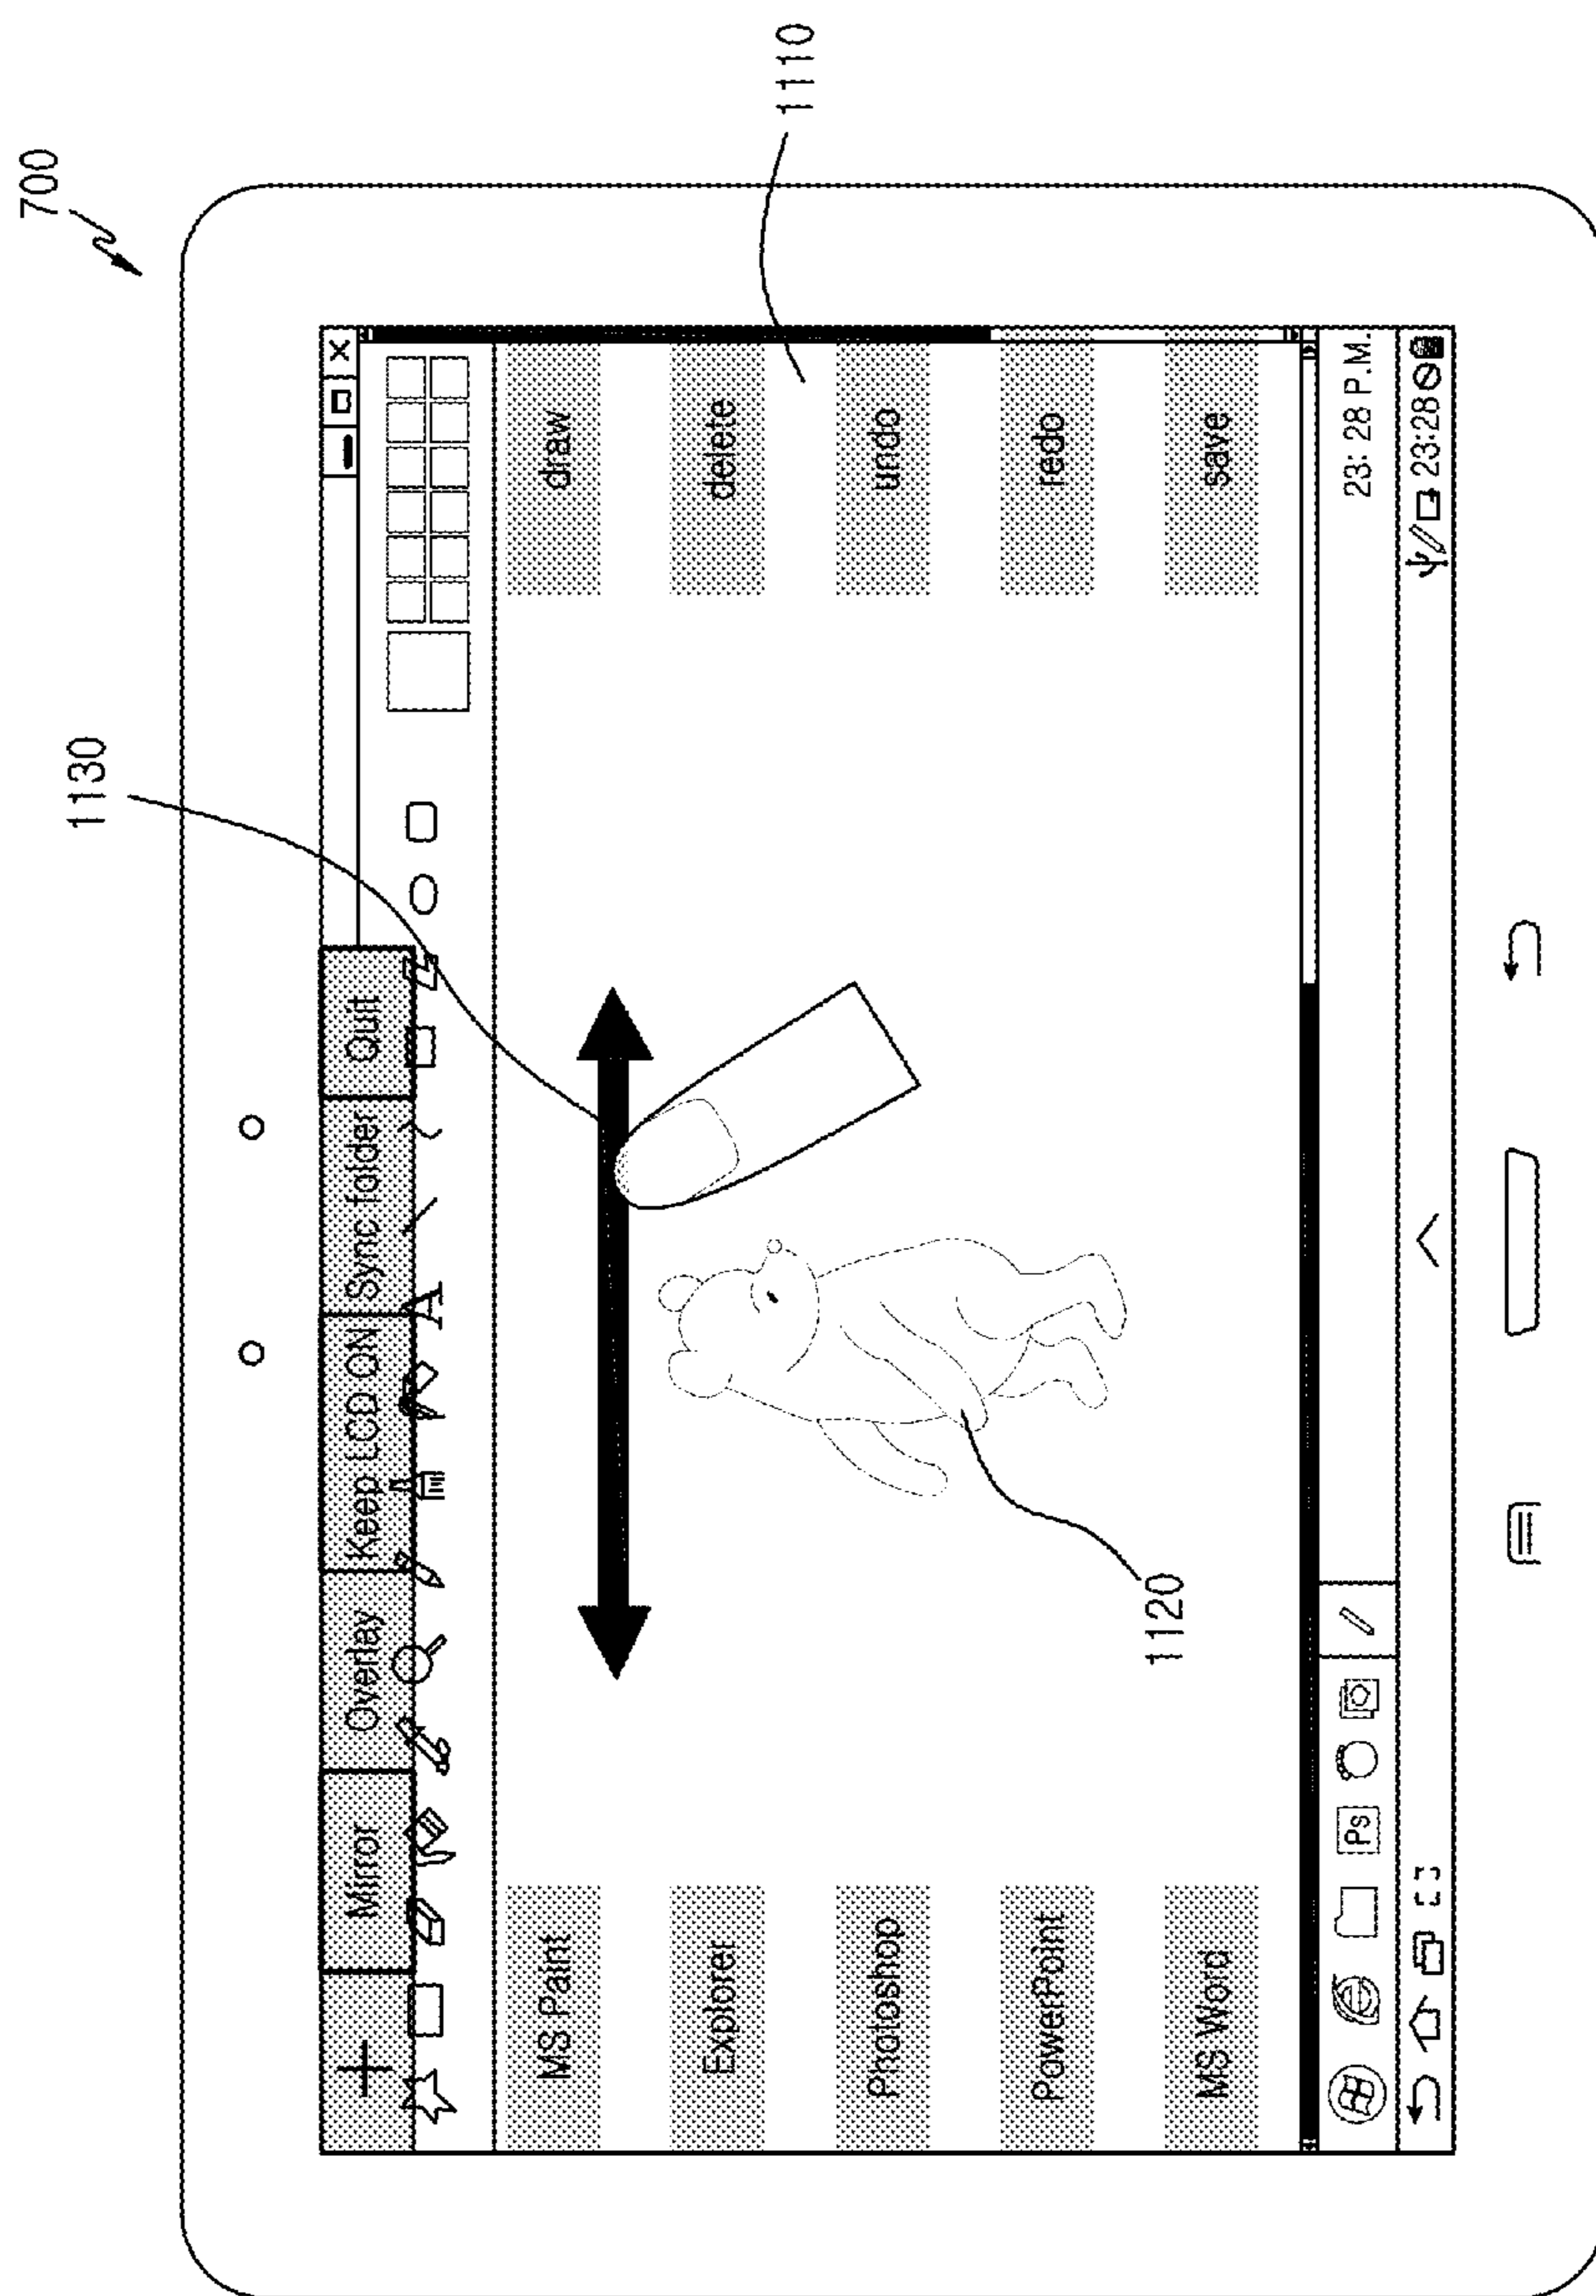 700
1130
1110
+ Mirror Overlay Keep LCD ON Sync folder Quit
A
MS Paint draw
Explorer delete
Photoshop undo
PowerPoint redo
MS Word save
1120
Ps 23: 28 P.M.
23:28